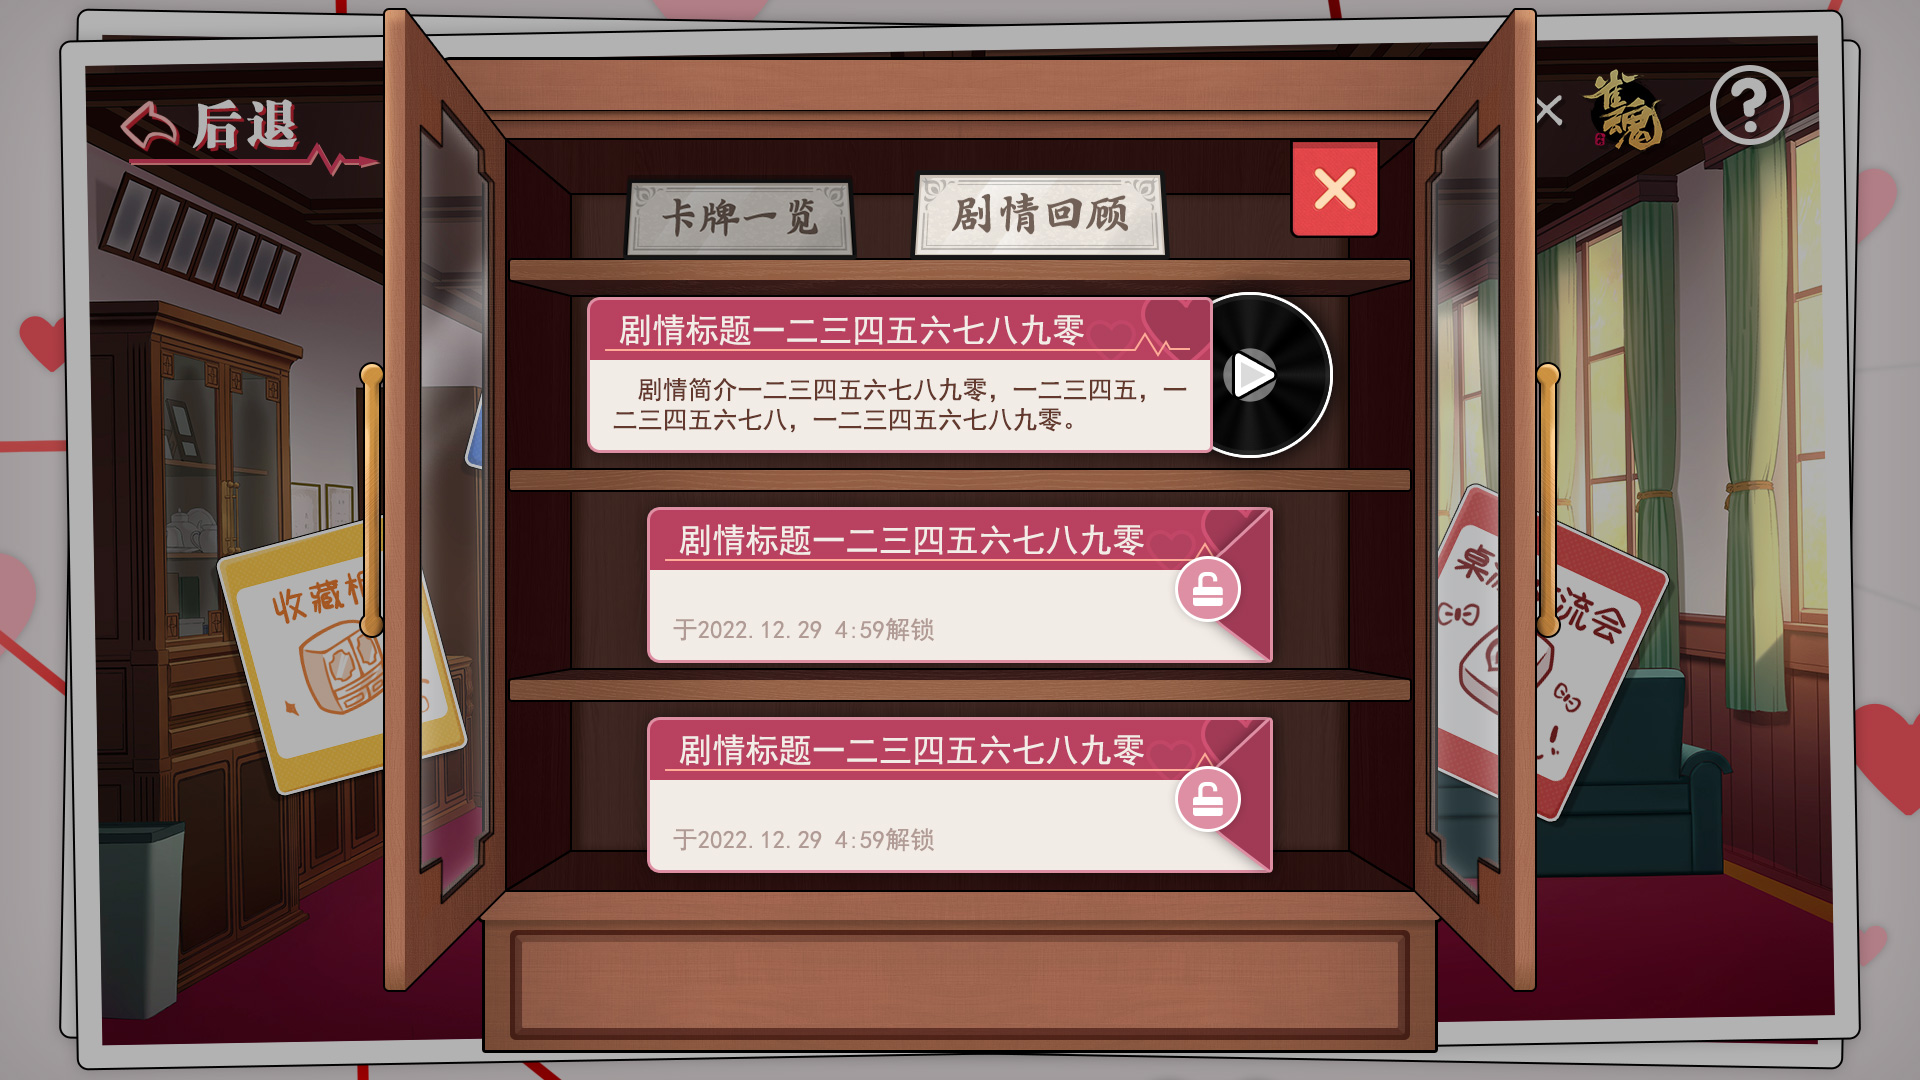 后退
雀魂
卡牌一览
剧情回顾
剧情标题一二三四五六七八九零
剧情简介一二三四五六七八九零，一二三四五，一
二三四五六七八，一二三四五六七八九零。
剧情标题一二三四五六七八九零
于2022.12.29 4:59解锁
剧情标题一二三四五六七八九零
于2022.12.29 4:59解锁
收藏
桌
流会